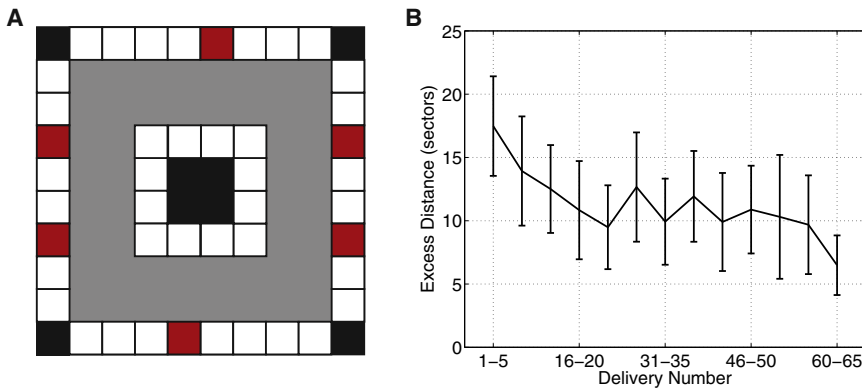 A
B
Excess Distance (sectors)
25
20
15
10
5
0
1–5
16–20
31–35
46–50
60–65
Delivery Number